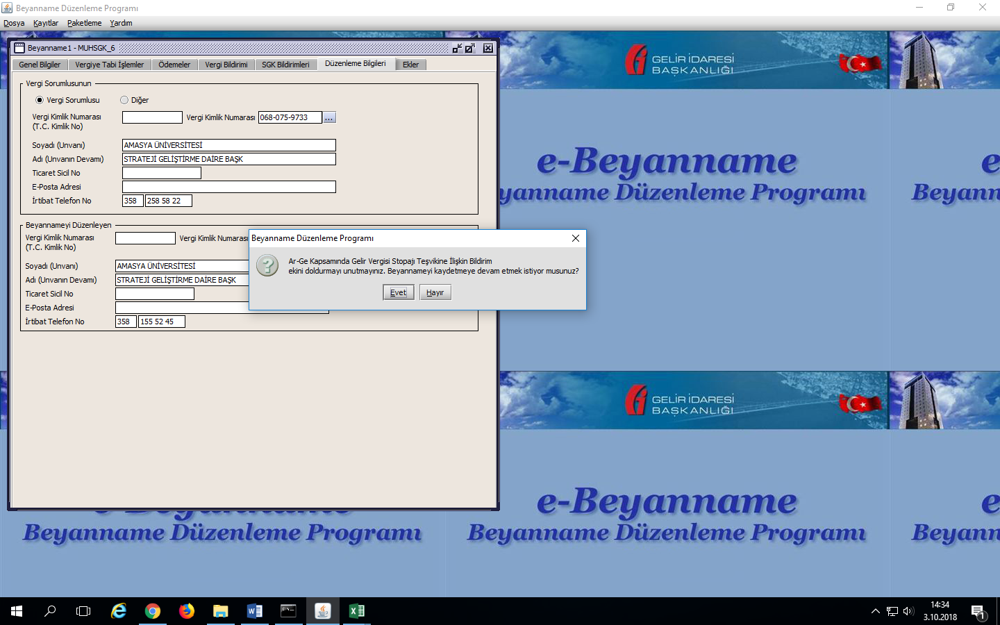 Beyanname Düzenleme Programı
Dosya Kayıtlar Paketleme Yardım
Beyanname1 - MUHSGK_6
Genel Bilgiler Vergiye Tabi İşlemler Ödemeler Vergi Bildirimi SGK Bildirimleri Düzenleme Bilgileri Ekler
Vergi Sorumlusunun
Vergi Sorumlusu Diğer
Vergi Kimlik Numarası Vergi Kimlik Numarası 068-075-9733 ...
(T.C. Kimlik No)
Soyadı (Unvanı) AMASYA ÜNİVERSİTESİ
Adı (Unvanın Devamı) STRATEJİ GELİŞTİRME DAİRE BAŞK
Ticaret Sicil No
E-Posta Adresi
İrtibat Telefon No 358 258 58 22
Beyannameyi Düzenleyen
Vergi Kimlik Numarası Vergi Kimlik Numarası
(T.C. Kimlik No)
Soyadı (Unvanı) AMASYA ÜNİVERSİTESİ
Adı (Unvanın Devamı) STRATEJİ GELİŞTİRME DAİRE BAŞK
Ticaret Sicil No
E-Posta Adresi
İrtibat Telefon No 358 155 52 45
Beyanname Düzenleme Programı
Ar-Ge Kapsamında Gelir Vergisi Stopajı Teşvikine İlişkin Bildirim
ekini doldurmayı unutmayınız. Beyannameyi kaydetmeye devam etmek istiyor musunuz?
Evet Hayır
GELİR İDARESİ
BAŞKANLIĞI
e-Beyanname e
yanname Düzenleme Programı Beyann
GELİR İDARESİ
BAŞKANLIĞI
e-Beyanname e-Beyanname e
Beyanname Düzenleme Programı Beyanname Düzenleme Programı Beyann
14:34
3.10.2018
1